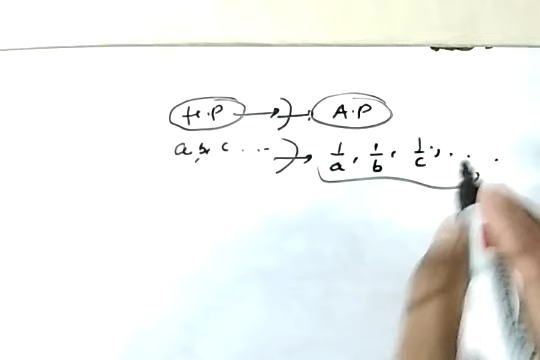 H.P → A.P
a, b, c ... → 1/a, 1/b, 1/c, ....